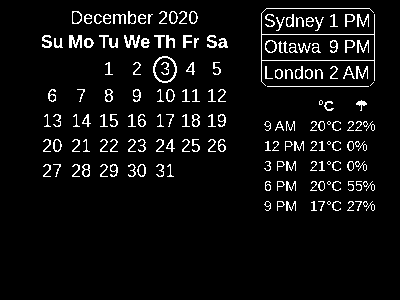 December 2020
Su Mo Tu We Th Fr Sa
1 2 3 4 5
6 7 8 9 10 11 12
13 14 15 16 17 18 19
20 21 22 23 24 25 26
27 28 29 30 31
Sydney 1 PM
Ottawa 9 PM
London 2 AM
°C ☂
9 AM 20°C 22%
12 PM 21°C 0%
3 PM 21°C 0%
6 PM 20°C 55%
9 PM 17°C 27%